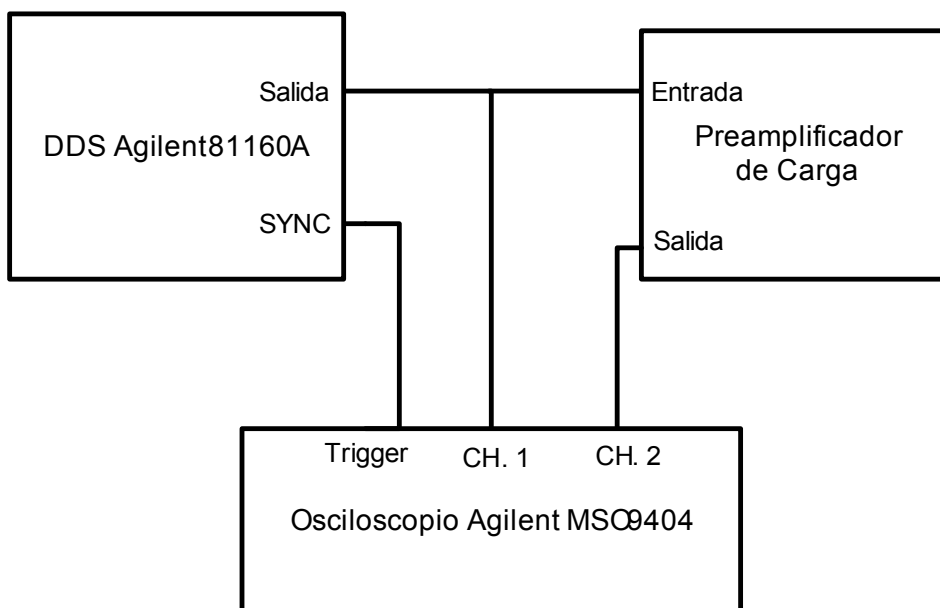 Salida
DDS Agilent81160A
SYNC
Entrada
Preamplificador
de Carga
Salida
Trigger
CH. 1
CH. 2
Osciloscopio Agilent MSO9404